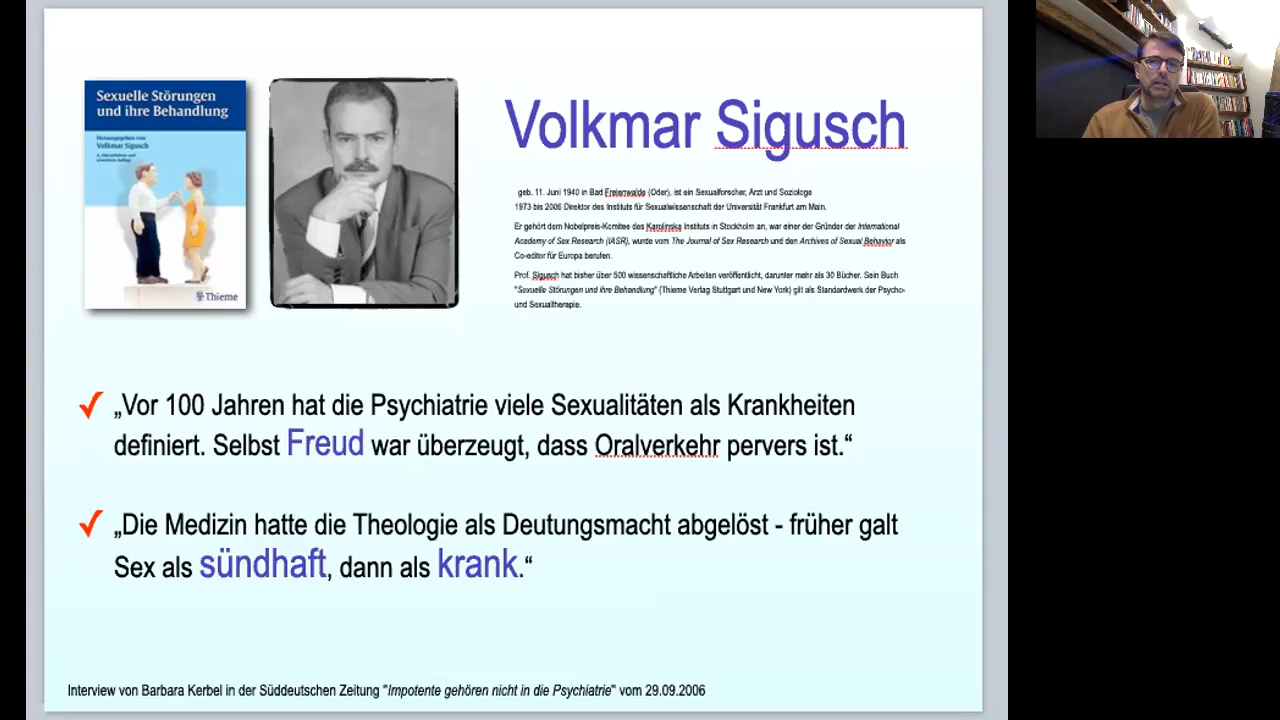 Sexuelle Störungen
und ihre Behandlung
Herausgegeben von
Volkmar Sigusch
Thieme
Volkmar Sigusch
geb. 11. Juni 1940 in Bad Freienwalde (Oder), ist ein Sexualforscher, Arzt und Soziologe
1973 bis 2006 Direktor des Instituts für Sexualwissenschaft der Universität Frankfurt am Main.
Er gehört dem Nobelpreis-Komitee des Karolinska Instituts in Stockholm an, war einer der Gründer der International
Academy of Sex Research (IASR), wurde vom The Journal of Sex Research und den Archives of Sexual Behavior als
Co-editor für Europa berufen.
Prof. Sigusch hat bisher über 500 wissenschaftliche Arbeiten veröffentlicht, darunter mehr als 30 Bücher. Sein Buch
"Sexuelle Störungen und ihre Behandlung" (Thieme Verlag Stuttgart und New York) gilt als Standardwerk der Psycho-
und Sexualtherapie.
„Vor 100 Jahren hat die Psychiatrie viele Sexualitäten als Krankheiten
definiert. Selbst Freud war überzeugt, dass Oralverkehr pervers ist.“
„Die Medizin hatte die Theologie als Deutungsmacht abgelöst - früher galt
Sex als sündhaft, dann als krank.“
Interview von Barbara Kerbel in der Süddeutschen Zeitung "Impotente gehören nicht in die Psychiatrie" vom 29.09.2006